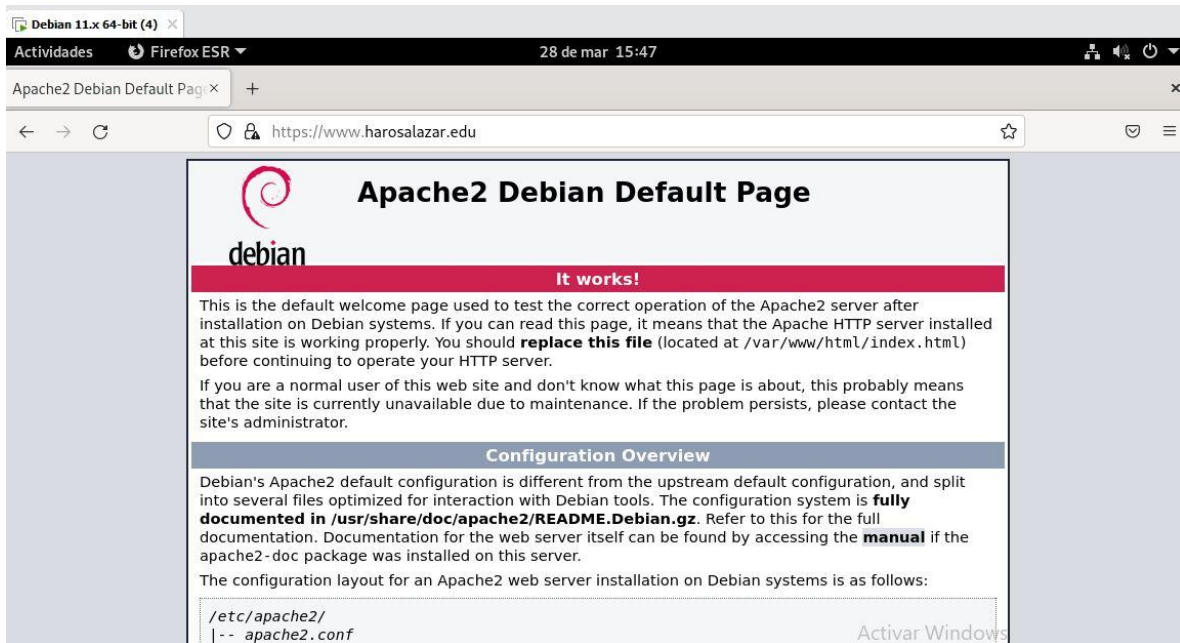 Debian 11.x 64-bit (4)
Actividades Firefox ESR 28 de mar 15:47
Apache2 Debian Default Pag
https://www.harosalazar.edu
debian
Apache2 Debian Default Page
It works!
This is the default welcome page used to test the correct operation of the Apache2 server after
installation on Debian systems. If you can read this page, it means that the Apache HTTP server installed
at this site is working properly. You should replace this file (located at /var/www/html/index.html)
before continuing to operate your HTTP server.
If you are a normal user of this web site and don't know what this page is about, this probably means
that the site is currently unavailable due to maintenance. If the problem persists, please contact the
site's administrator.
Configuration Overview
Debian's Apache2 default configuration is different from the upstream default configuration, and split
into several files optimized for interaction with Debian tools. The configuration system is fully
documented in /usr/share/doc/apache2/README.Debian.gz. Refer to this for the full
documentation. Documentation for the web server itself can be found by accessing the manual if the
apache2-doc package was installed on this server.
The configuration layout for an Apache2 web server installation on Debian systems is as follows:
/etc/apache2/
|-- apache2.conf
Activar Windows